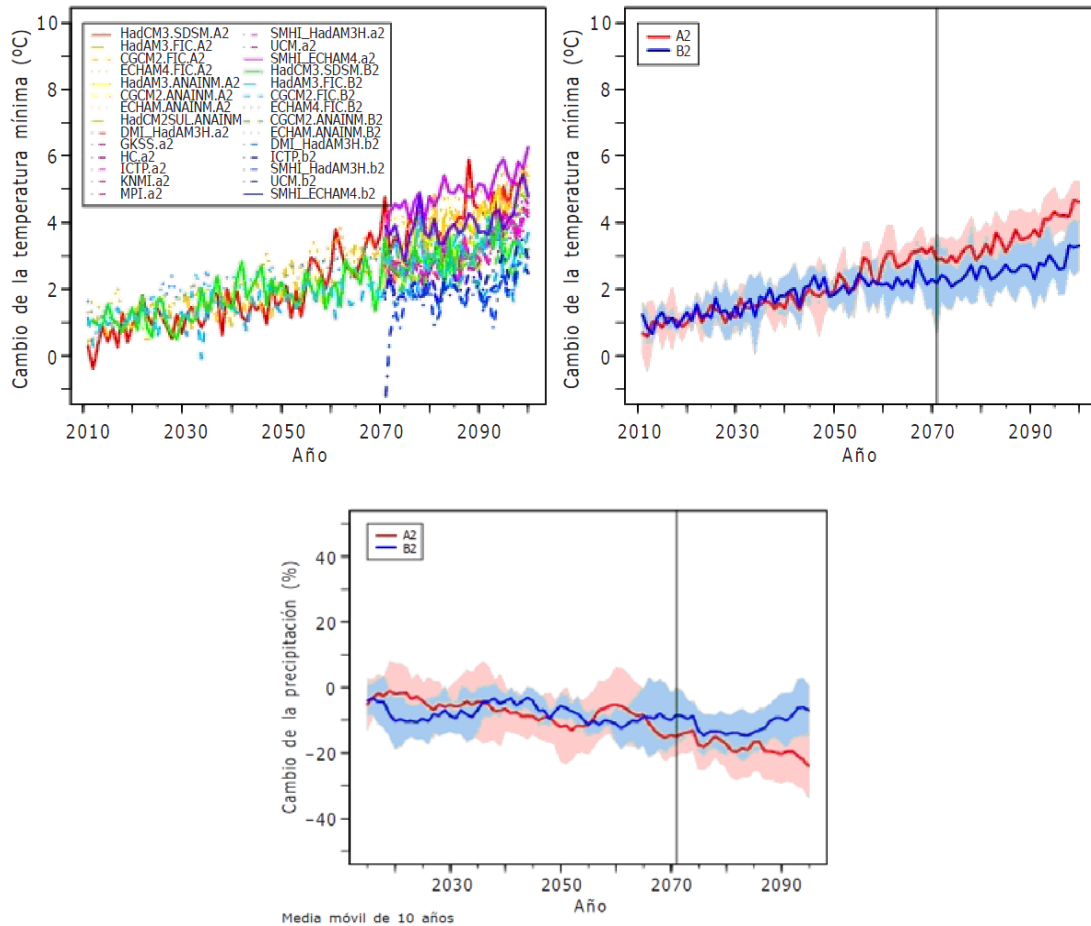 Cambio de la temperatura mínima (ºC)
10
8
6
4
2
0
HadCM3.SDSM.A2
HadAM3.FIC.A2
CGCM2.FIC.A2
ECHAM4.FIC.A2
HadAM3.ANAINM.A2
CGCM2.ANAINM.A2
ECHAM.ANAINM.A2
HadCM2SUL.ANAINM
DMI_HadAM3H.a2
GKSS.a2
HC.a2
ICTP.a2
KNMI.a2
MPI.a2
SMHI_HadAM3H.a2
UCM.a2
SMHI_ECHAM4.a2
HadCM3.SDSM.B2
HadAM3.FIC.B2
CGCM2.FIC.B2
ECHAM4.FIC.B2
CGCM2.ANAINM.B2
ECHAM.ANAINM.B2
DMI_HadAM3H.b2
ICTP.b2
SMHI_HadAM3H.b2
UCM.b2
SMHI_ECHAM4.b2
2010 2030 2050 2070 2090
Año
Cambio de la temperatura mínima (ºC)
10
8
6
4
2
0
A2
B2
2010 2030 2050 2070 2090
Año
Cambio de la precipitación (%)
40
20
0
−20
−40
A2
B2
2030 2050 2070 2090
Año
Media móvil de 10 años